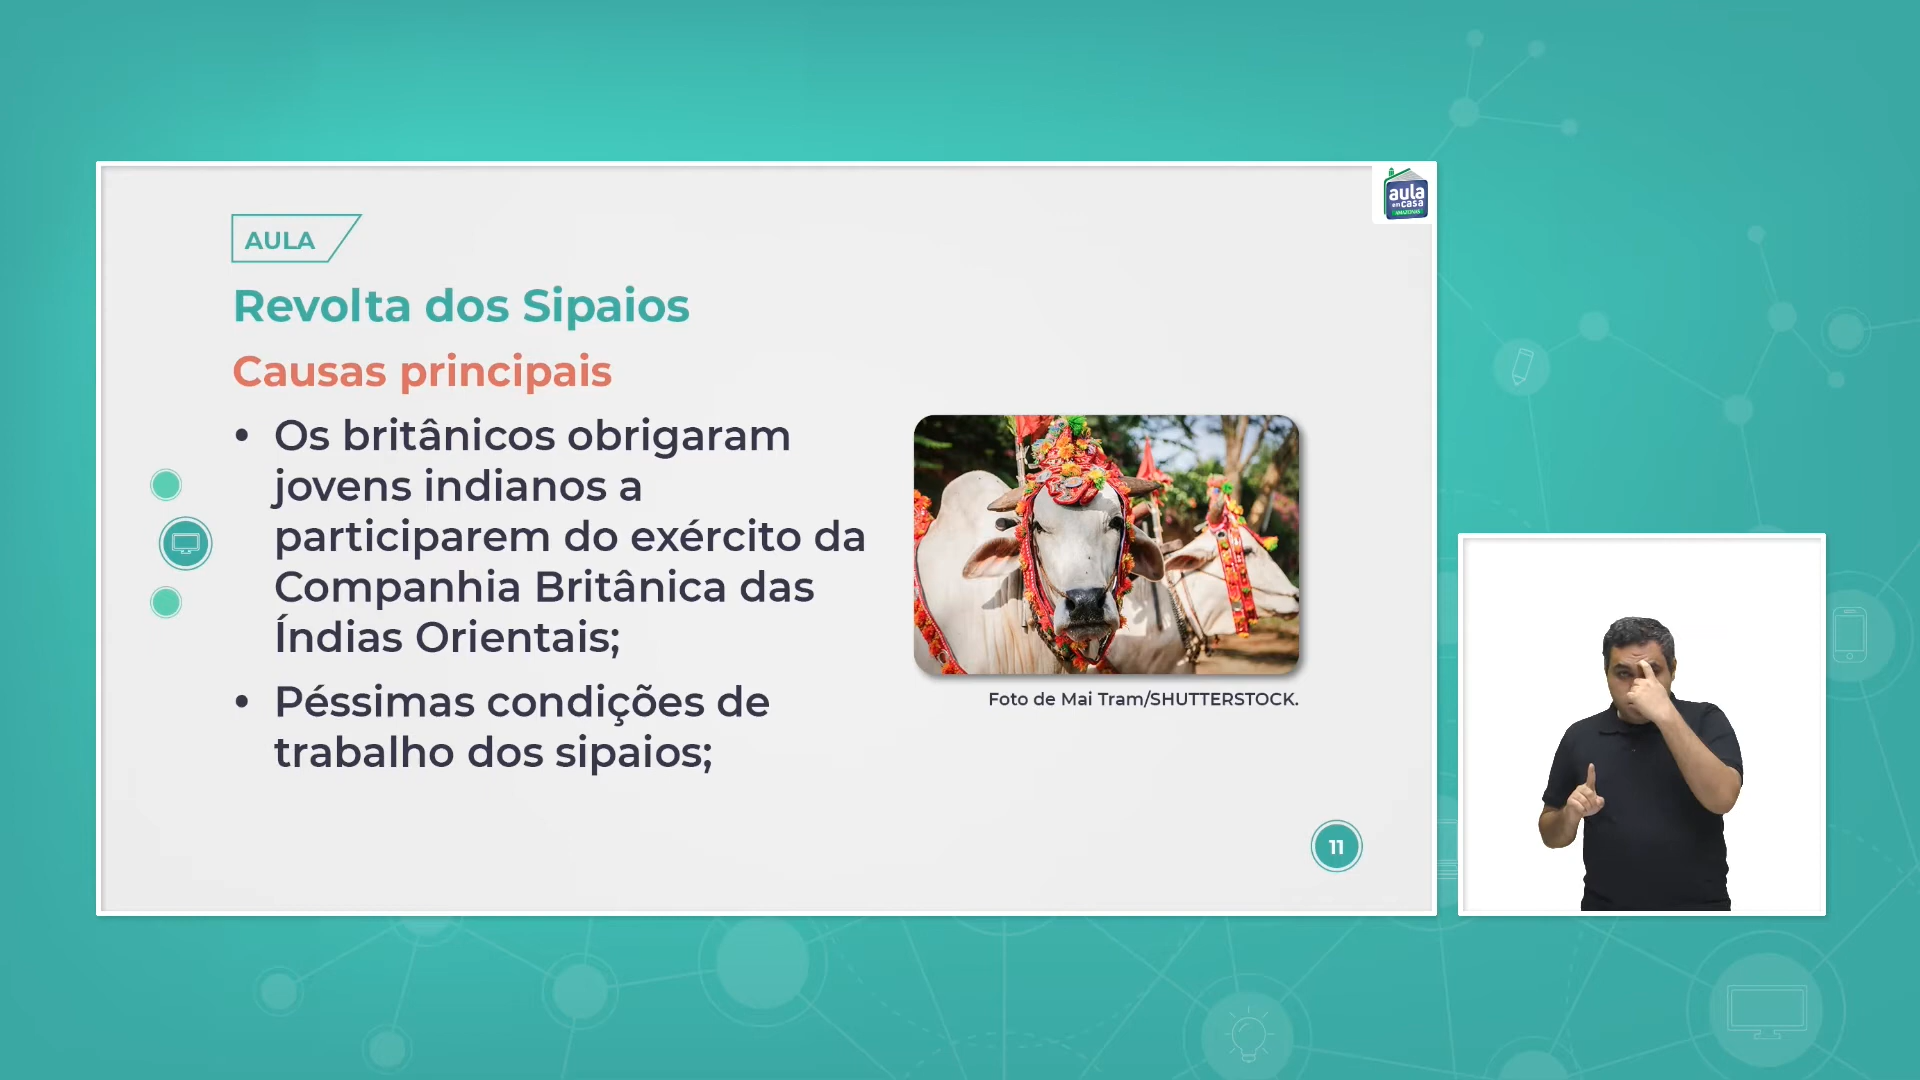 aula
em casa
AMAZONAS
AULA
Revolta dos Sipaios
Causas principais
• Os britânicos obrigaram
jovens indianos a
participarem do exército da
Companhia Britânica das
Índias Orientais;
• Péssimas condições de
trabalho dos sipaios;
Foto de Mai Tram/SHUTTERSTOCK.
11